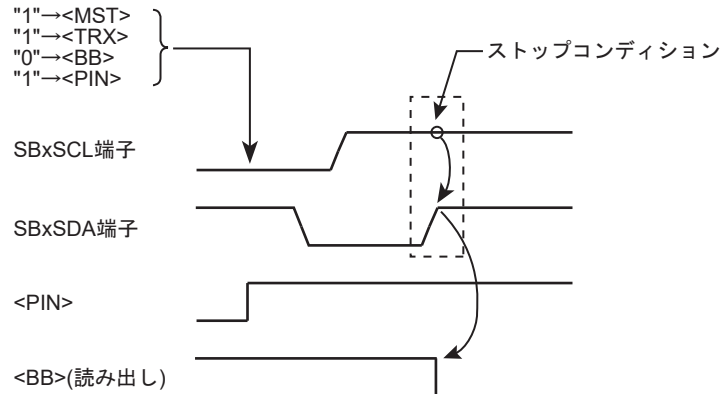 "1"→<MST>
"1"→<TRX>
"0"→<BB>
"1"→<PIN>
ストップコンディション
SBxSCL端子
SBxSDA端子
<PIN>
<BB>(読み出し)